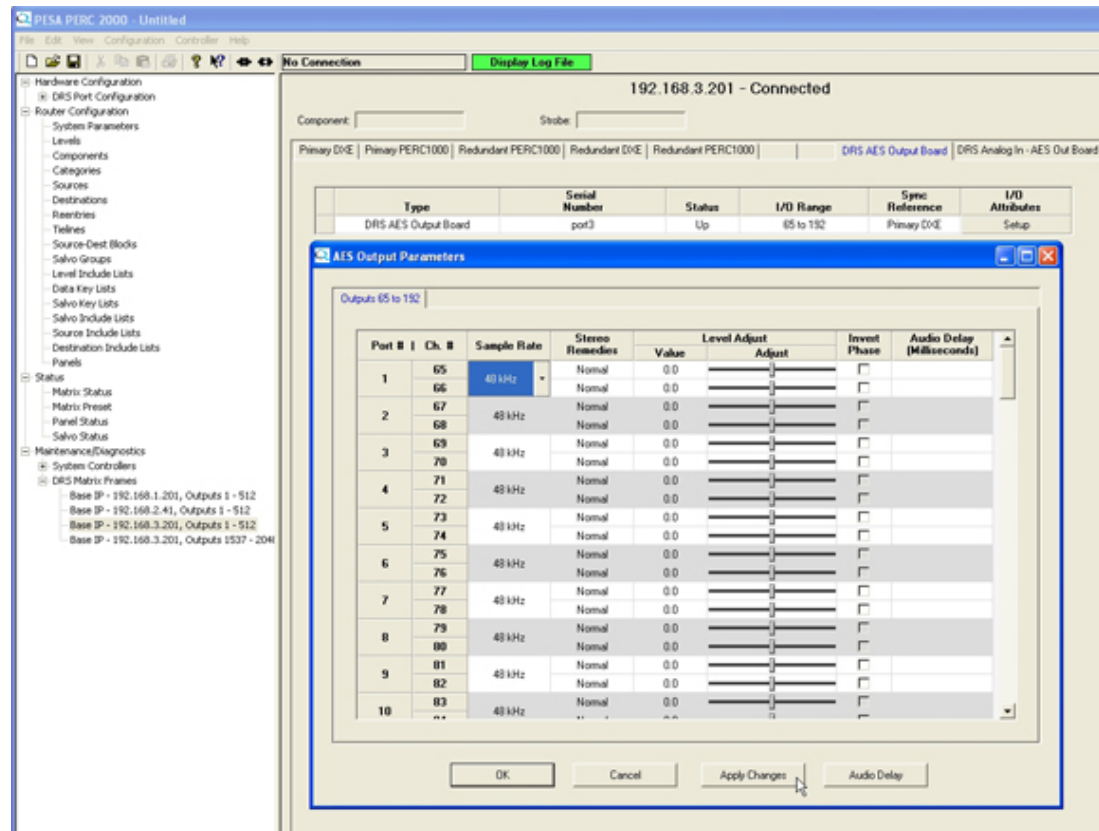 PESA PERC 2000 - Untitled
File Edit View Configuration Controller Help
No Connection Display Log File
Hardware Configuration
DRS Port Configuration
Router Configuration
System Parameters
Levels
Components
Categories
Sources
Destinations
Reentries
Tielines
Source-Dest Blocks
Salvo Groups
Level Include Lists
Data Key Lists
Salvo Key Lists
Salvo Include Lists
Source Include Lists
Destination Include Lists
Panels
Status
Matrix Status
Matrix Preset
Panel Status
Salvo Status
Maintenance/Diagnostics
System Controllers
DRS Matrix Frames
Base IP - 192.168.1.201, Outputs 1 - 512
Base IP - 192.168.2.41, Outputs 1 - 512
Base IP - 192.168.3.201, Outputs 1 - 512
Base IP - 192.168.3.201, Outputs 1537 - 204
192.168.3.201 - Connected
Component: Strobe:
Primary DXE Primary PERC1000 Redundant PERC1000 Redundant DXE Redundant PERC1000 DRS AES Output Board DRS Analog In - AES Out Board
Type Serial Number Status I/O Range Sync Reference I/O Attributes
DRS AES Output Board port3 Up 65 to 192 Primary DXE Setup
AES Output Parameters
Outputs 65 to 192
Port # | Ch. # Sample Rate Stereo Remedies Level Adjust Value Adjust Invert Phase Audio Delay (Milliseconds)
1 65 48 kHz Normal 0.0
66 Normal 0.0
2 67 48 kHz Normal 0.0
68 Normal 0.0
3 69 48 kHz Normal 0.0
70 Normal 0.0
4 71 48 kHz Normal 0.0
72 Normal 0.0
5 73 48 kHz Normal 0.0
74 Normal 0.0
6 75 48 kHz Normal 0.0
76 Normal 0.0
7 77 48 kHz Normal 0.0
78 Normal 0.0
8 79 48 kHz Normal 0.0
80 Normal 0.0
9 81 48 kHz Normal 0.0
82 Normal 0.0
10 83 48 kHz Normal 0.0
OK Cancel Apply Changes Audio Delay